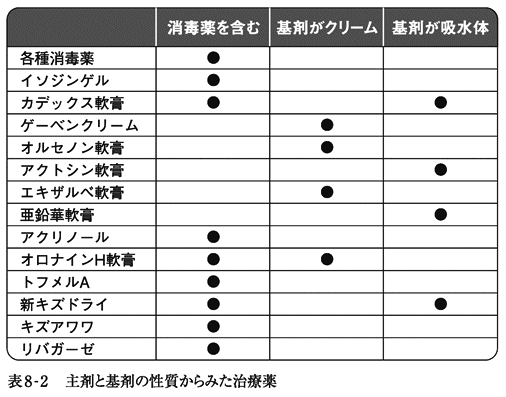 消毒薬を含む 基剤がクリーム 基剤が吸水体
各種消毒薬 ●
イソジンゲル ●
カデックス軟膏 ● ●
ゲーベンクリーム ●
オルセノン軟膏 ●
アクトシン軟膏 ●
エキザルベ軟膏 ●
亜鉛華軟膏 ●
アクリノール ●
オロナインH軟膏 ● ●
トフメルA ●
新キズドライ ● ●
キズアワワ ●
リバガーゼ ●
表8-2 主剤と基剤の性質からみた治療薬